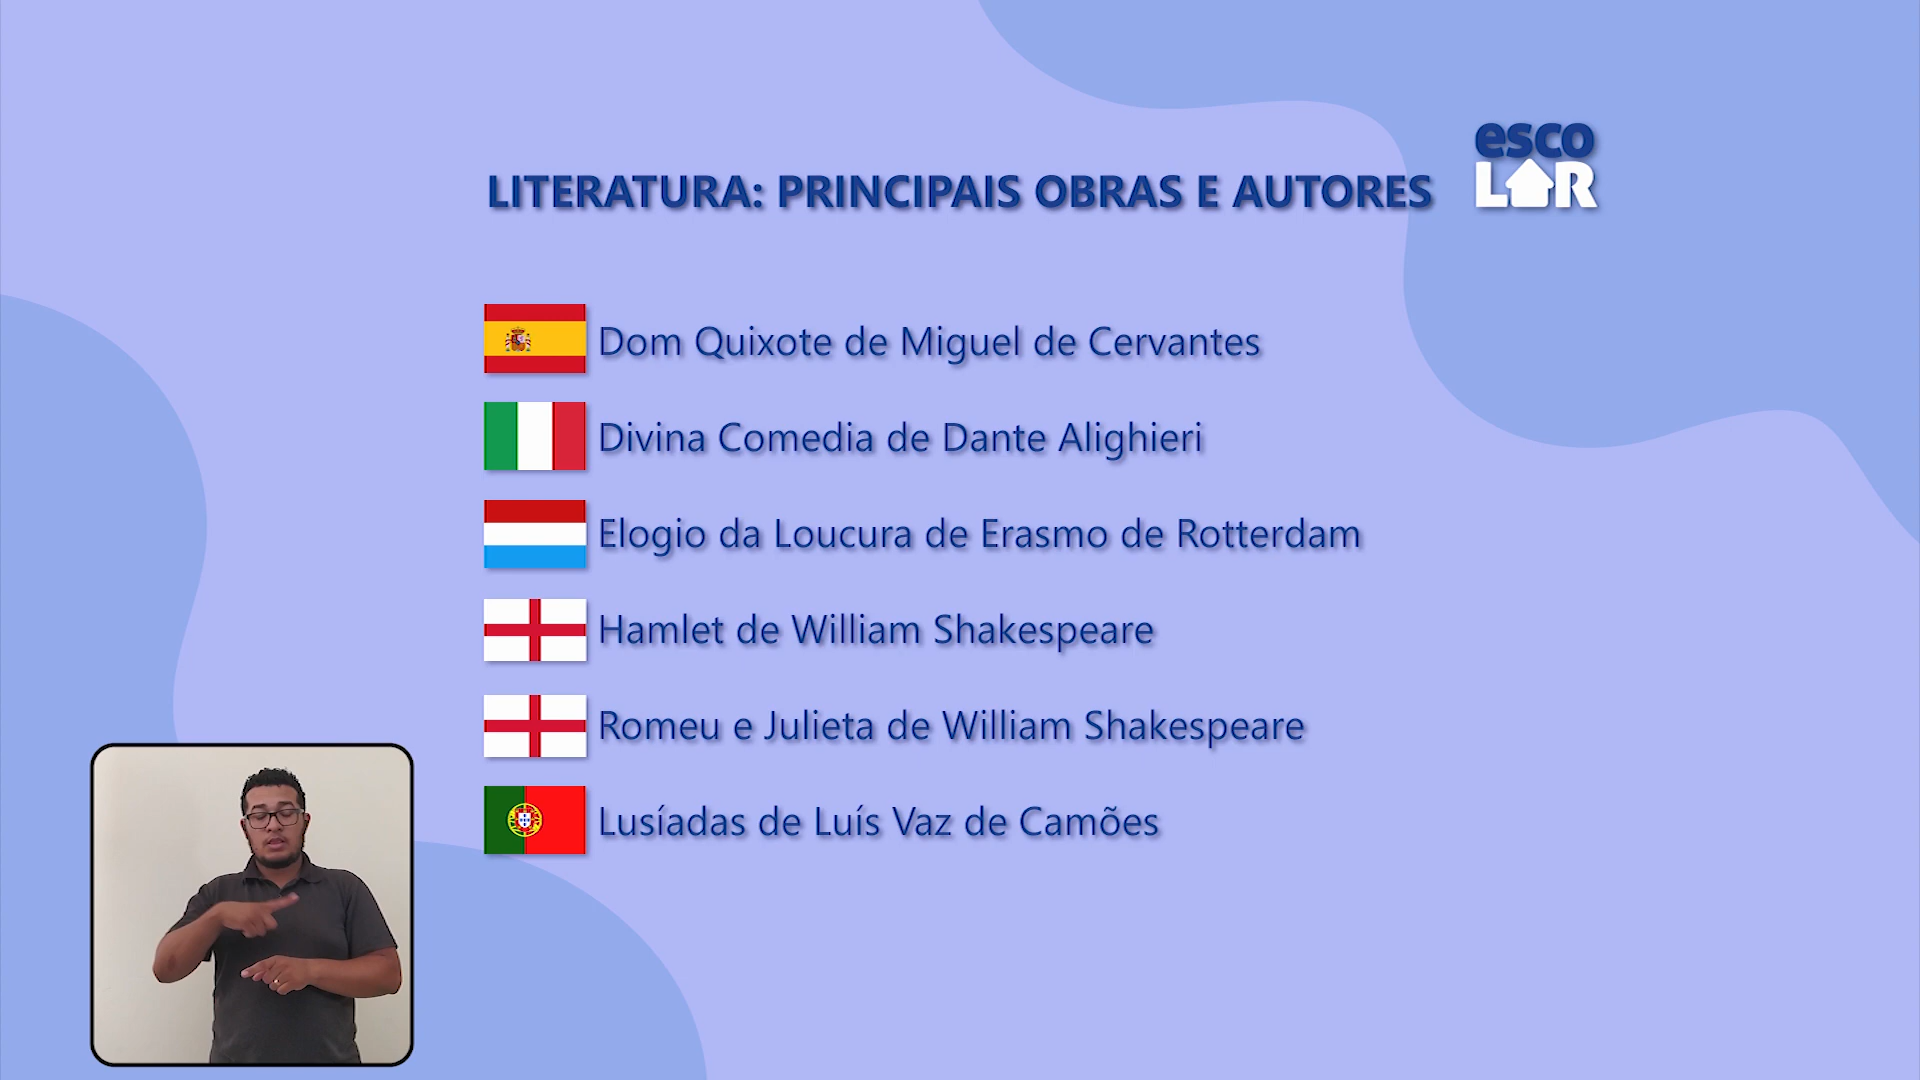 esco
LAR
LITERATURA: PRINCIPAIS OBRAS E AUTORES
Dom Quixote de Miguel de Cervantes
Divina Comedia de Dante Alighieri
Elogio da Loucura de Erasmo de Rotterdam
Hamlet de William Shakespeare
Romeu e Julieta de William Shakespeare
Lusíadas de Luís Vaz de Camões